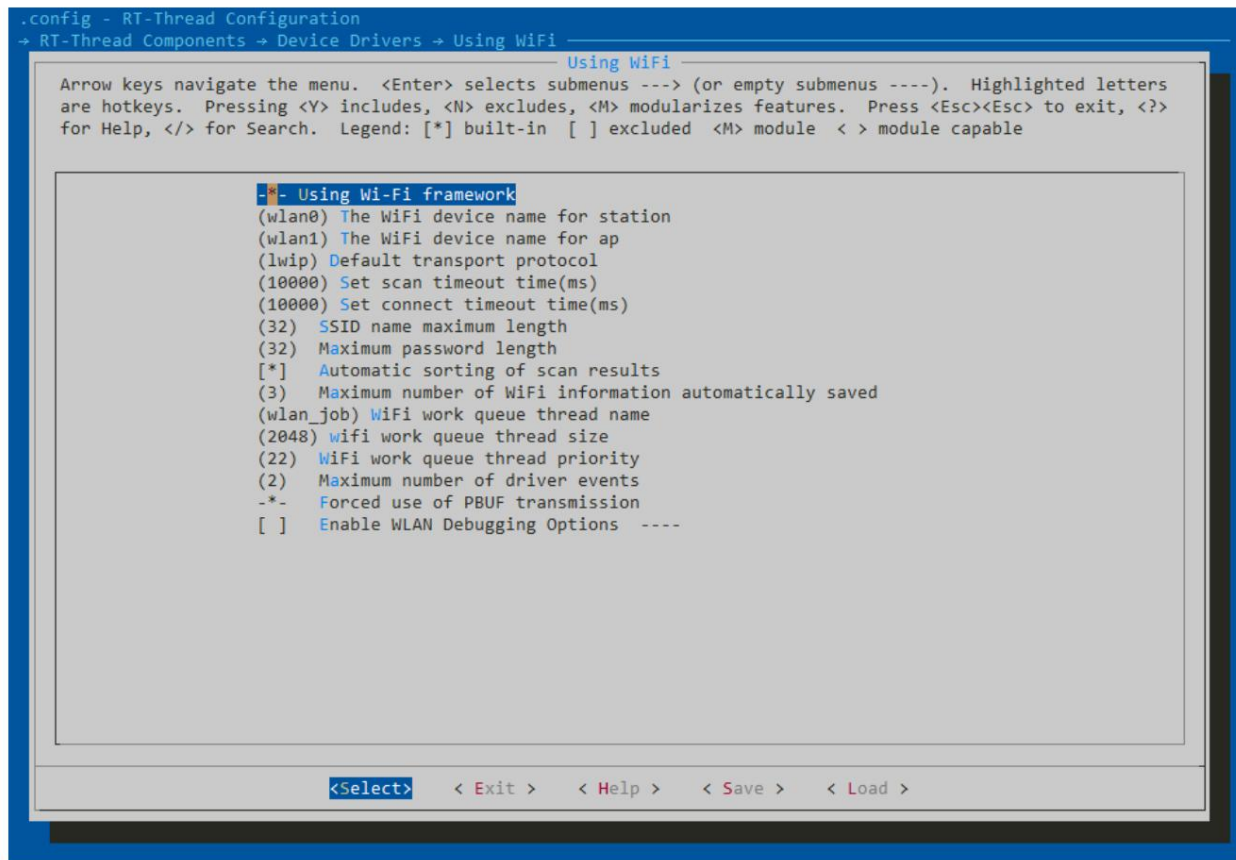 .config - RT-Thread Configuration
→ RT-Thread Components → Device Drivers → Using WiFi
Using WiFi
Arrow keys navigate the menu.  <Enter> selects submenus ---> (or empty submenus ----).  Highlighted letters
are hotkeys.  Pressing <Y> includes, <N> excludes, <M> modularizes features.  Press <Esc><Esc> to exit, <?>
for Help, </> for Search.  Legend: [*] built-in  [ ] excluded  <M> module  < > module capable
-*- Using Wi-Fi framework
(wlan0) The WiFi device name for station
(wlan1) The WiFi device name for ap
(lwip) Default transport protocol
(10000) Set scan timeout time(ms)
(10000) Set connect timeout time(ms)
(32)  SSID name maximum length
(32)  Maximum password length
[*]   Automatic sorting of scan results
(3)   Maximum number of WiFi information automatically saved
(wlan_job) WiFi work queue thread name
(2048) wifi work queue thread size
(22)  WiFi work queue thread priority
(2)   Maximum number of driver events
-*-   Forced use of PBUF transmission
[ ]   Enable WLAN Debugging Options  ----
<Select>    < Exit >    < Help >    < Save >    < Load >